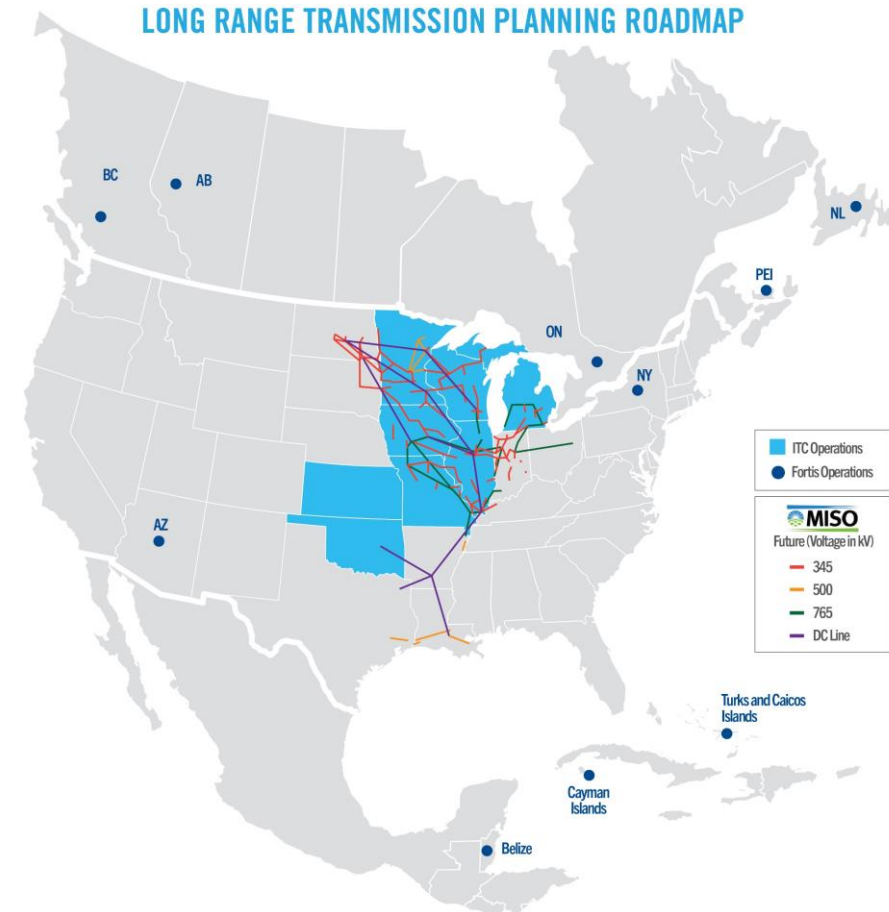 LONG RANGE TRANSMISSION PLANNING ROADMAP
BC
AB
NL
PEI
ON
NY
AZ
ITC Operations
Fortis Operations
MISO
Future (Voltage in kV)
345
500
765
DC Line
Turks and Caicos
Islands
Cayman
Islands
Belize